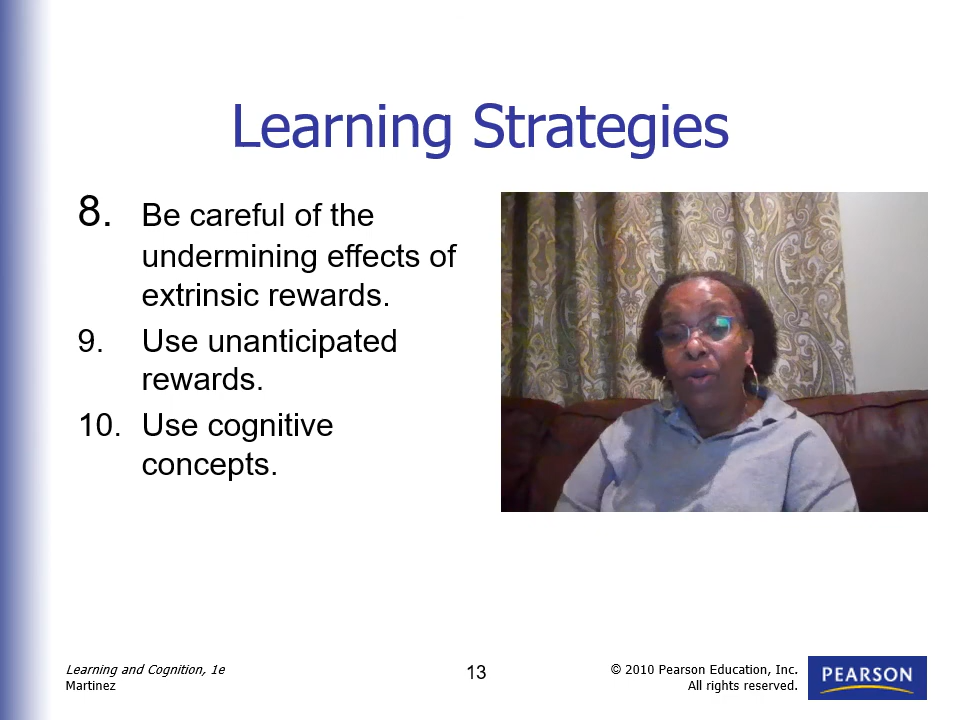 Learning Strategies
8. Be careful of the
undermining effects of
extrinsic rewards.
9. Use unanticipated
rewards.
10. Use cognitive
concepts.
Learning and Cognition, 1e
Martinez
13
© 2010 Pearson Education, Inc.
All rights reserved.
PEARSON